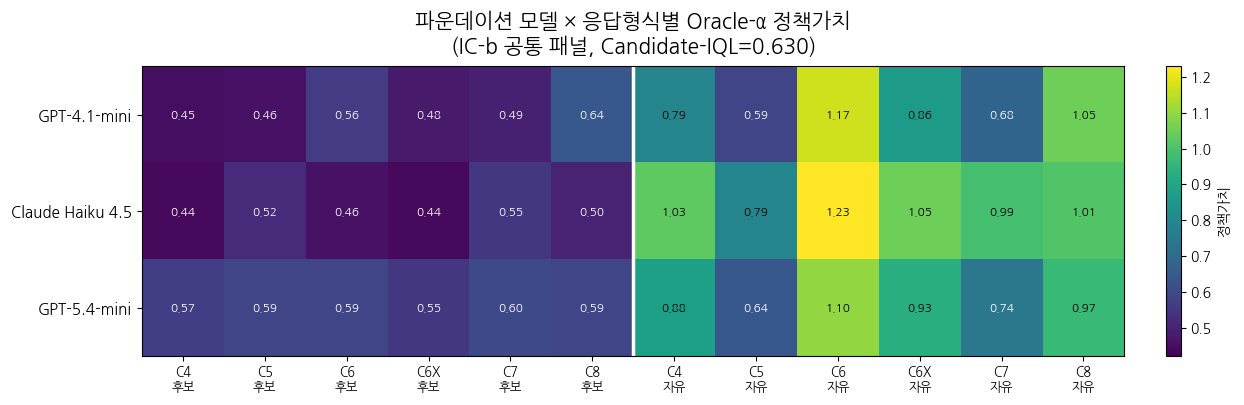 파운데이션 모델 × 응답형식별 Oracle-α 정책가치
(IC-b 공통 패널, Candidate-IQL=0.630)
GPT-4.1-mini 0.45 0.46 0.56 0.48 0.49 0.64 0.79 0.59 1.17 0.86 0.68 1.05
Claude Haiku 4.5 0.44 0.52 0.46 0.44 0.55 0.50 1.03 0.79 1.23 1.05 0.99 1.01
GPT-5.4-mini 0.57 0.59 0.59 0.55 0.60 0.59 0.88 0.64 1.10 0.93 0.74 0.97
C4 C5 C6 C6X C7 C8 C4 C5 C6 C6X C7 C8
후보 후보 후보 후보 후보 후보 자유 자유 자유 자유 자유 자유
1.2
1.1
1.0
0.9
0.8
0.7
0.6
0.5
정책가치